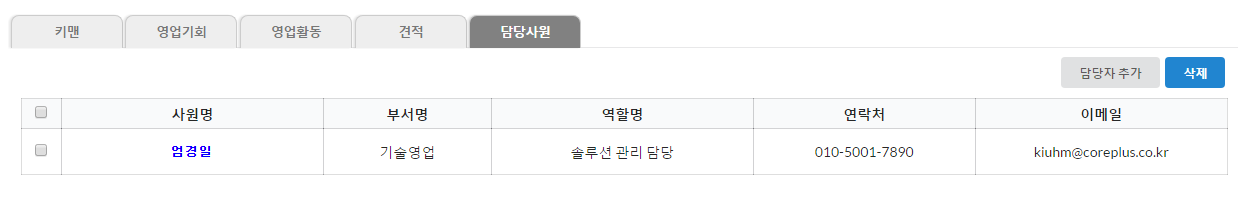 키맨 영업기회 영업활동 견적 담당사원
담당자 추가 삭제
사원명 부서명 역할명 연락처 이메일
엄경일 기술영업 솔루션 관리 담당 010-5001-7890 kiuhm@coreplus.co.kr